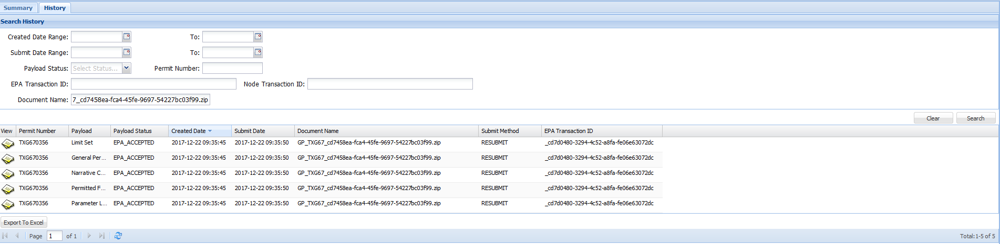 Summary History
Search History
Created Date Range: To:
Submit Date Range: To:
Payload Status: Select Status... Permit Number:
EPA Transaction ID: Node Transaction ID:
Document Name: 7_cd7458ea-fca4-45fe-9697-54227bc03f99.zip
Clear Search
View Permit Number Payload Payload Status Created Date Submit Date Document Name Submit Method EPA Transaction ID
TXG670356 Limit Set EPA_ACCEPTED 2017-12-22 09:35:45 2017-12-22 09:35:50 GP_TXG67_cd7458ea-fca4-45fe-9697-54227bc03f99.zip RESUBMIT _cd7d0480-3294-4c52-a8fa-fe06e63072dc
TXG670356 General Per... EPA_ACCEPTED 2017-12-22 09:35:45 2017-12-22 09:35:50 GP_TXG67_cd7458ea-fca4-45fe-9697-54227bc03f99.zip RESUBMIT _cd7d0480-3294-4c52-a8fa-fe06e63072dc
TXG670356 Narrative C... EPA_ACCEPTED 2017-12-22 09:35:45 2017-12-22 09:35:50 GP_TXG67_cd7458ea-fca4-45fe-9697-54227bc03f99.zip RESUBMIT _cd7d0480-3294-4c52-a8fa-fe06e63072dc
TXG670356 Permitted F... EPA_ACCEPTED 2017-12-22 09:35:45 2017-12-22 09:35:50 GP_TXG67_cd7458ea-fca4-45fe-9697-54227bc03f99.zip RESUBMIT _cd7d0480-3294-4c52-a8fa-fe06e63072dc
TXG670356 Parameter L... EPA_ACCEPTED 2017-12-22 09:35:45 2017-12-22 09:35:50 GP_TXG67_cd7458ea-fca4-45fe-9697-54227bc03f99.zip RESUBMIT _cd7d0480-3294-4c52-a8fa-fe06e63072dc
Export To Excel
Page 1 of 1 Total:1-5 of 5